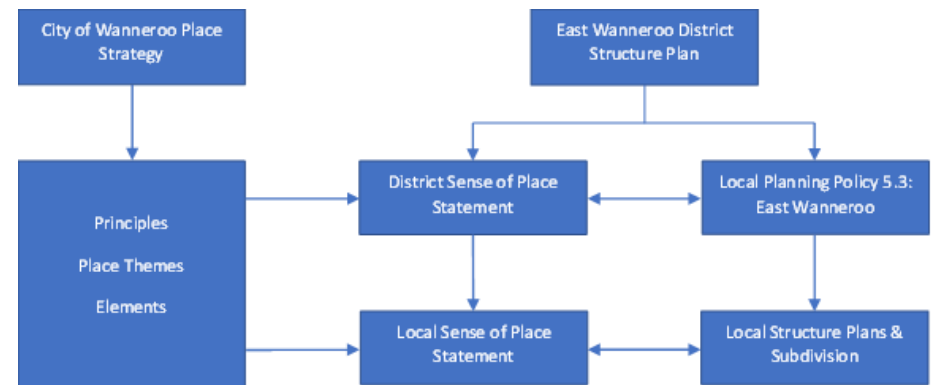 City of Wanneroo Place
Strategy
East Wanneroo District
Structure Plan
Principles
Place Themes
Elements
District Sense of Place
Statement
Local Planning Policy 5.3:
East Wanneroo
Local Sense of Place
Statement
Local Structure Plans &
Subdivision